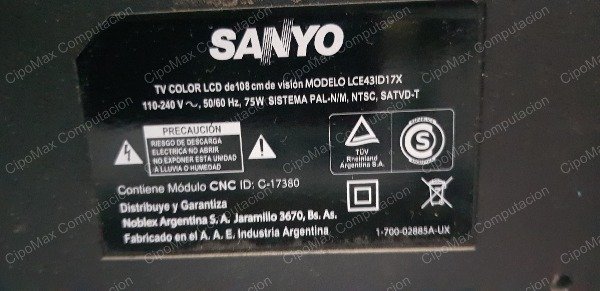 SANYO
TV COLOR LCD de 108 cm de visión MODELO LCE43ID17X
110-240 V ~, 50/60 Hz, 75W SISTEMA PAL-N/M, NTSC, SATVD-T
PRECAUCIÓN
RIESGO DE DESCARGA
ELECTRICA NO ABRIR
NO EXPONER ESTA UNIDAD
A LLUVIA O HUMEDAD
TÜV
Rheinland
Argentina S.A.
S
Contiene Módulo CNC ID: C-17380
Distribuye y Garantiza
Noblex Argentina S. A. Jaramillo 3670, Bs. As.
Fabricado en el A. A. E. Industria Argentina
1-700-02885A-UX
CipoMax Computacion